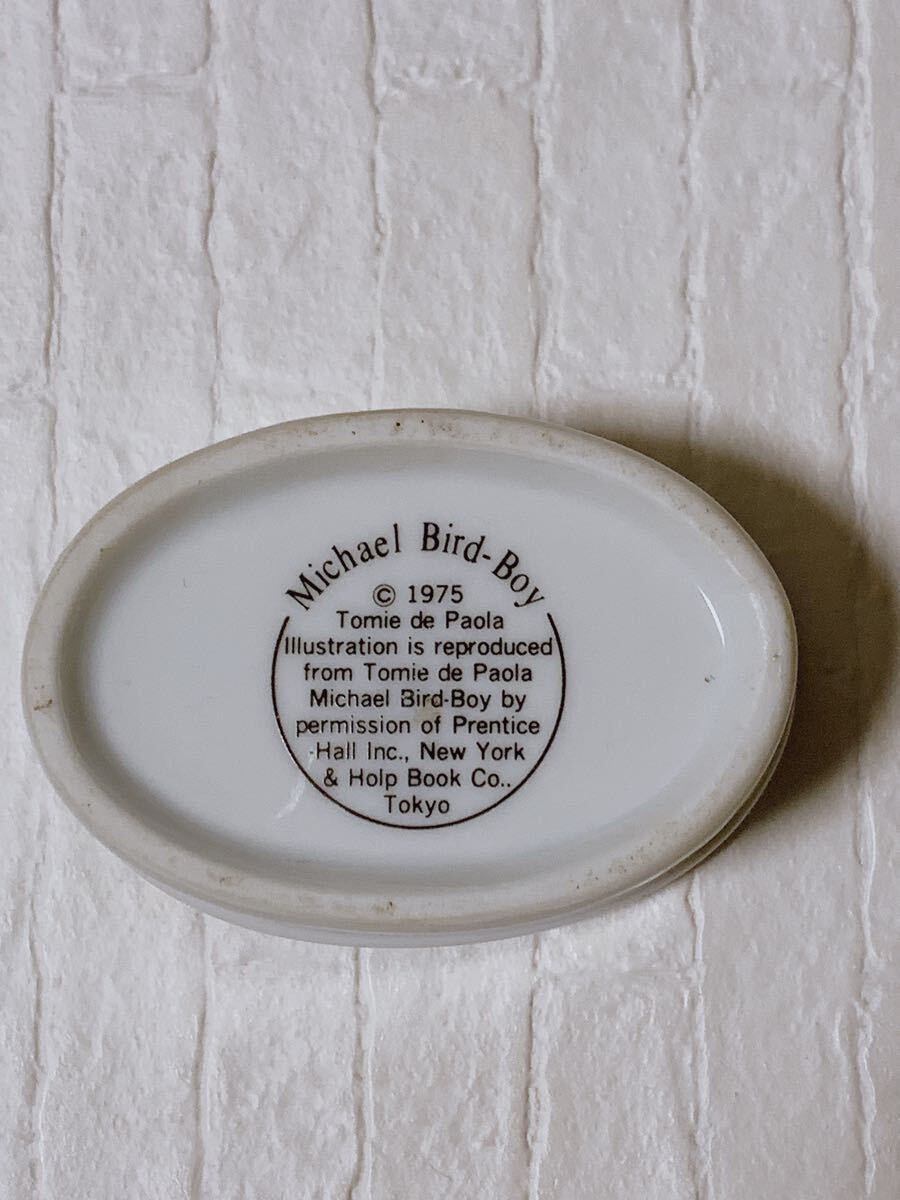 Michael Bird-Boy
© 1975
Tomie de Paola
Illustration is reproduced
from Tomie de Paola
Michael Bird-Boy by
permission of Prentice
-Hall Inc., New York
& Holp Book Co..
Tokyo